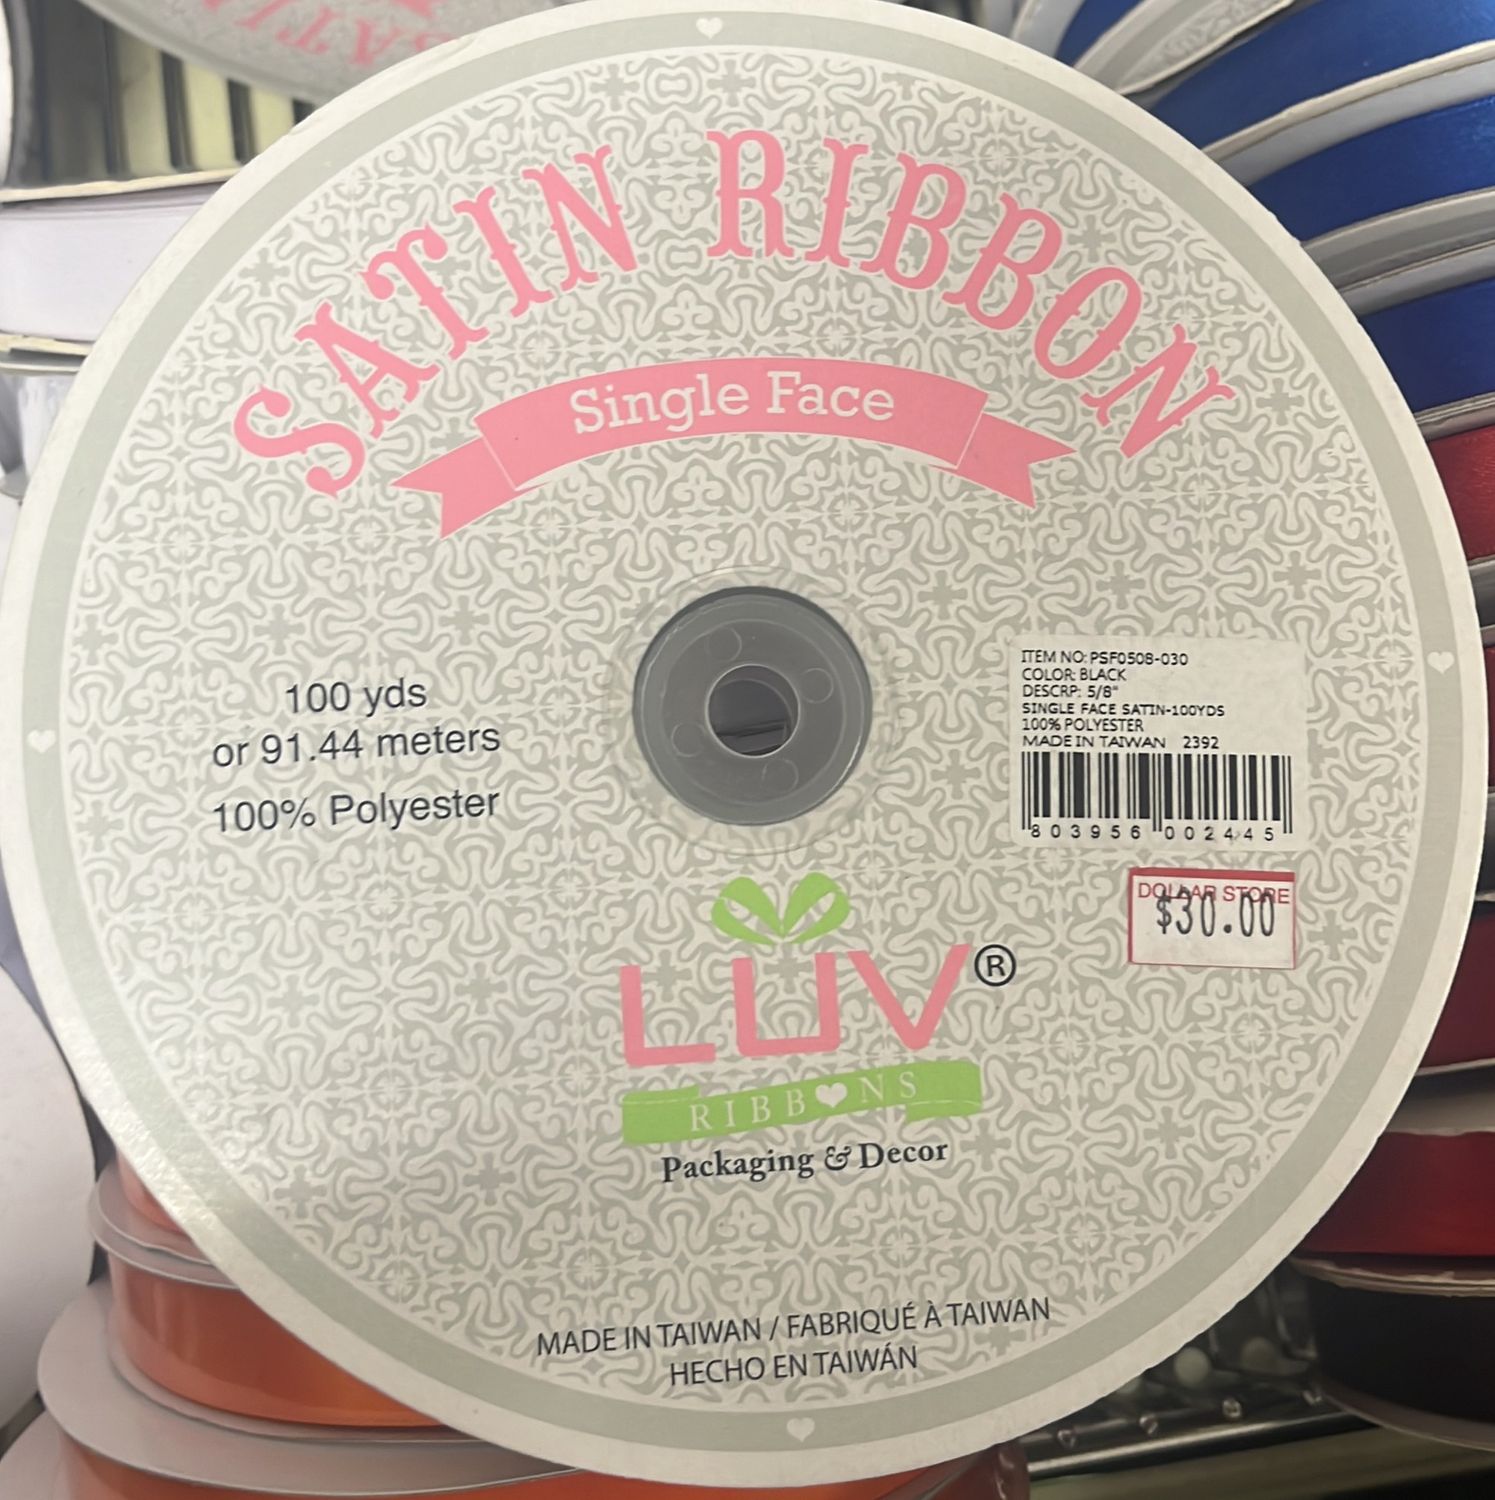 SATIN RIBBON
Single Face
100 yds
or 91.44 meters
100% Polyester
ITEM NO: PSF0508-030
COLOR: BLACK
DESCRP: 5/8"
SINGLE FACE SATIN-100YDS
100% POLYESTER
MADE IN TAIWAN 2392
803956 002445
DOLLAR STORE
$30.00
LUV®
RIBBONS
Packaging & Decor
MADE IN TAIWAN / FABRIQUÉ À TAIWAN
HECHO EN TAIWÁN